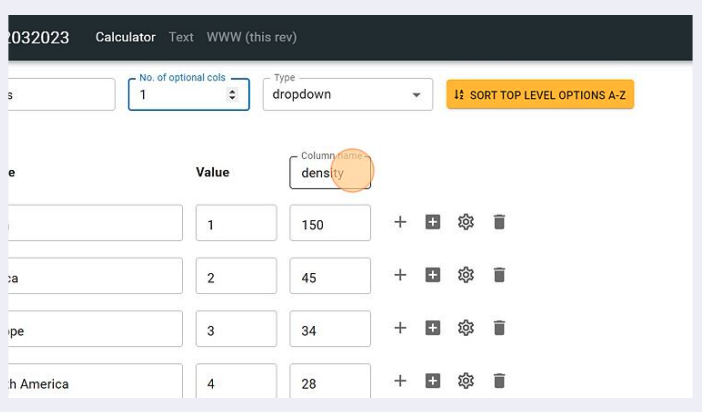 2032023 Calculator Text WWW (this rev)
No. of optional cols Type
s 1 dropdown SORT TOP LEVEL OPTIONS A-Z
Column name
e Value density
1 150
ca 2 45
ope 3 34
h America 4 28